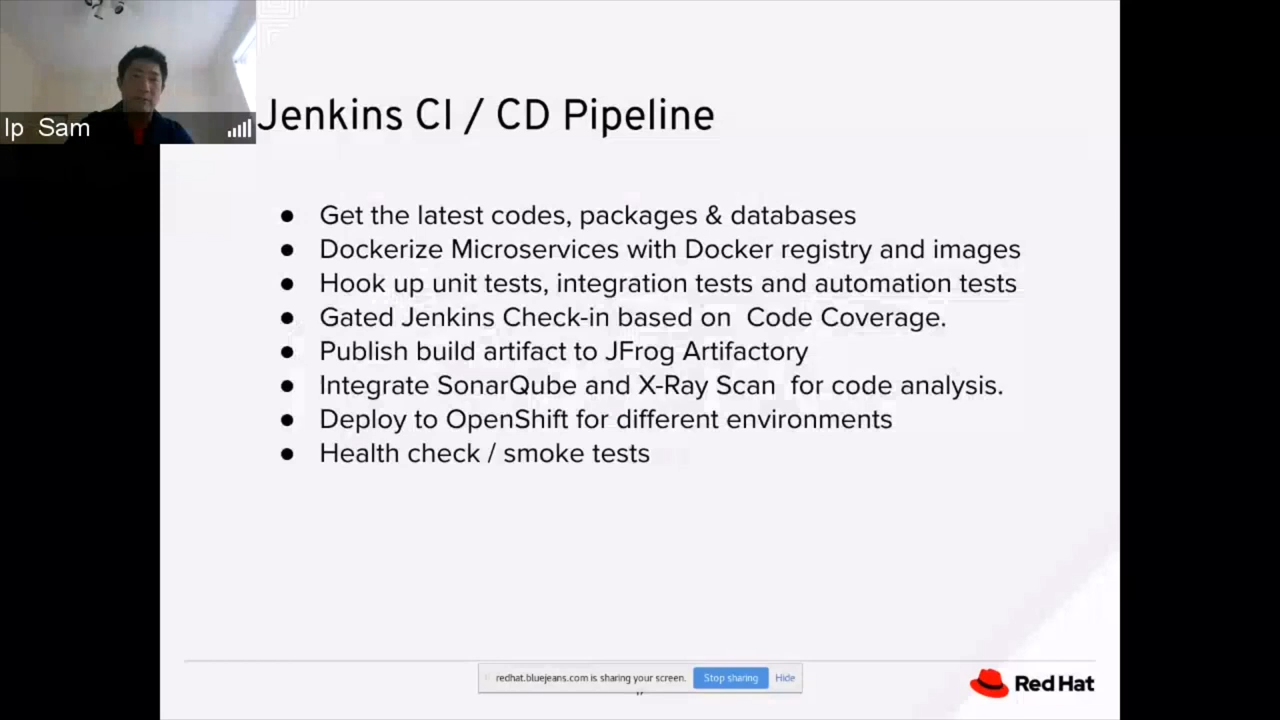 Ip Sam
Jenkins CI / CD Pipeline
● Get the latest codes, packages & databases
● Dockerize Microservices with Docker registry and images
● Hook up unit tests, integration tests and automation tests
● Gated Jenkins Check-in based on Code Coverage.
● Publish build artifact to JFrog Artifactory
● Integrate SonarQube and X-Ray Scan for code analysis.
● Deploy to OpenShift for different environments
● Health check / smoke tests
redhat.bluejeans.com is sharing your screen. Stop sharing Hide
Red Hat